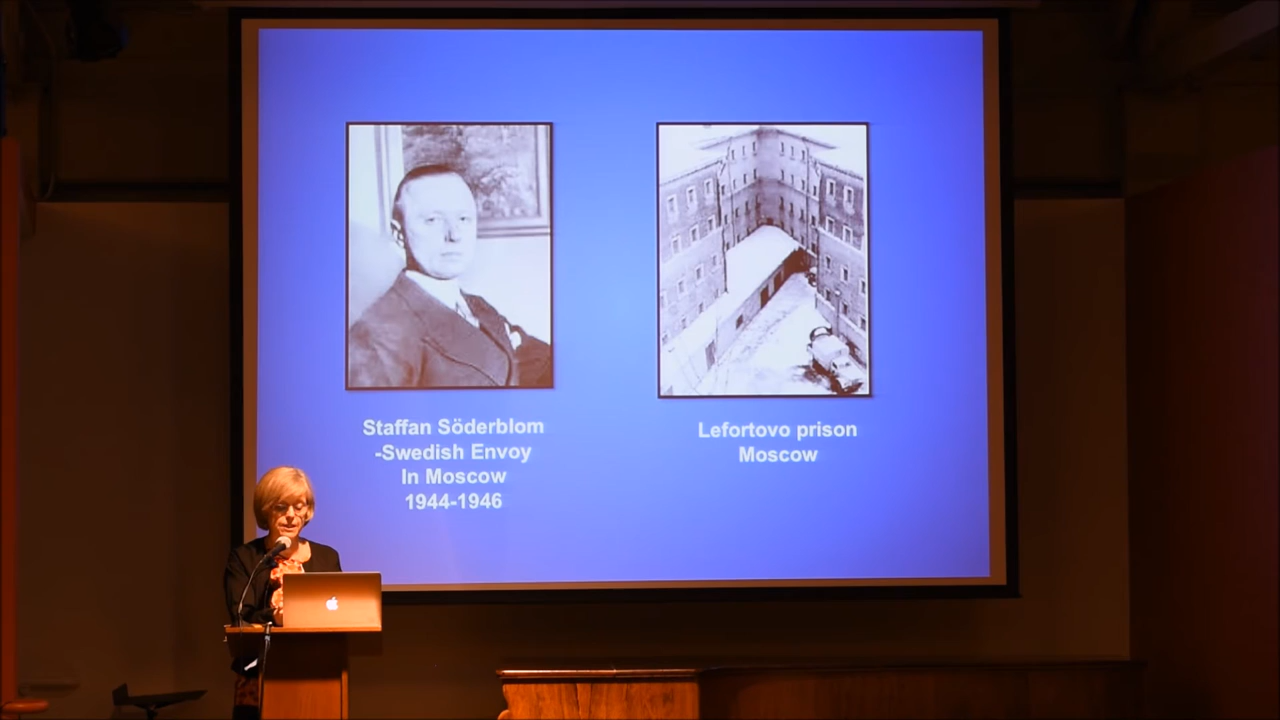 Staffan Söderblom
-Swedish Envoy
In Moscow
1944-1946
Lefortovo prison
Moscow